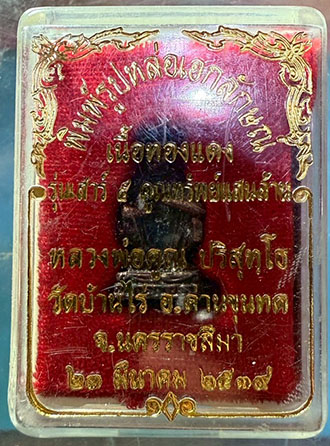 พิมพ์รูปหล่อเอกลักษณ์
เนื้อทองแดง
รุ่นเสาร์ ๕ คูณทรัพย์แสนล้าน
หลวงพ่อคูณ ปริสุทฺโธ
วัดบ้านไร่ อ.ด่านขุนทด
จ.นครราชสีมา
๒๓ มีนาคม ๒๕๓๙